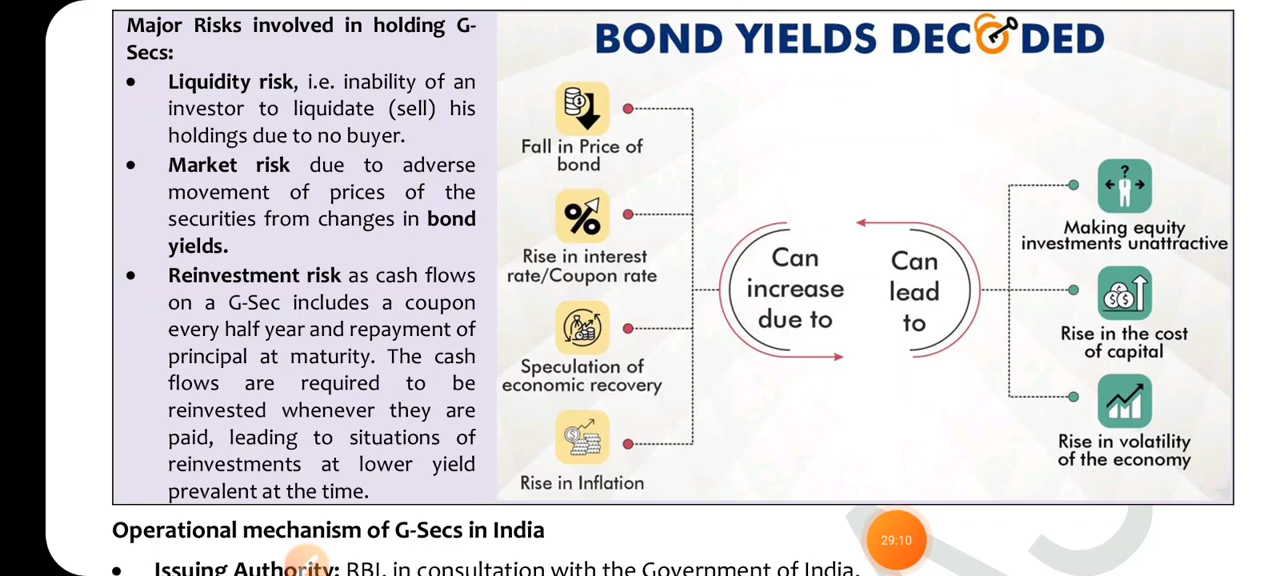 Major Risks involved in holding G-
Secs:
• Liquidity risk, i.e. inability of an
investor to liquidate (sell) his
holdings due to no buyer.
• Market risk due to adverse
movement of prices of the
securities from changes in bond
yields.
• Reinvestment risk as cash flows
on a G-Sec includes a coupon
every half year and repayment of
principal at maturity. The cash
flows are required to be
reinvested whenever they are
paid, leading to situations of
reinvestments at lower yield
prevalent at the time.
BOND YIELDS DECODED
Fall in Price of
bond
Rise in interest
rate/Coupon rate
Speculation of
economic recovery
Rise in Inflation
Can
increase
due to
Can
lead
to
Making equity
investments unattractive
Rise in the cost
of capital
Rise in volatility
of the economy
Operational mechanism of G-Secs in India
• Issuing Authority: RBI, in consultation with the Government of India.
29:10